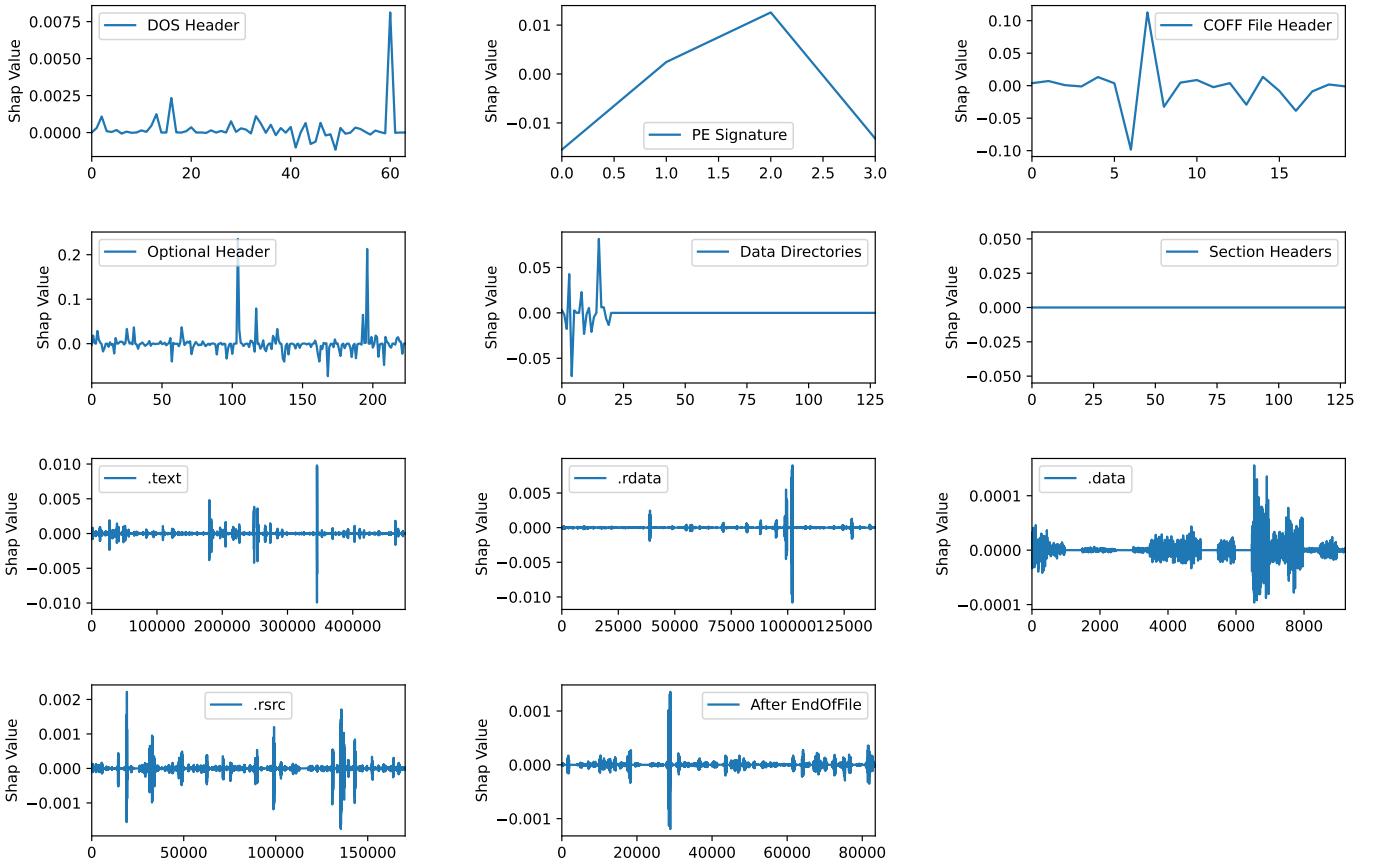 Shap Value
0.0075
0.0050
0.0025
0.0000
DOS Header
0 20 40 60
Shap Value
0.01
0.00
−0.01
PE Signature
0.0 0.5 1.0 1.5 2.0 2.5 3.0
Shap Value
0.10
0.05
0.00
−0.05
−0.10
COFF File Header
0 5 10 15
Shap Value
0.2
0.1
0.0
Optional Header
0 50 100 150 200
Shap Value
0.05
0.00
−0.05
Data Directories
0 25 50 75 100 125
Shap Value
0.050
0.025
0.000
−0.025
−0.050
Section Headers
0 25 50 75 100 125
Shap Value
0.010
0.005
0.000
−0.005
−0.010
.text
0 100000 200000 300000 400000
Shap Value
0.005
0.000
−0.005
−0.010
.rdata
0 25000 50000 75000 100000 125000
Shap Value
0.0001
0.0000
−0.0001
.data
0 2000 4000 6000 8000
Shap Value
0.002
0.001
0.000
−0.001
.rsrc
0 50000 100000 150000
Shap Value
0.001
0.000
−0.001
After EndOfFile
0 20000 40000 60000 80000